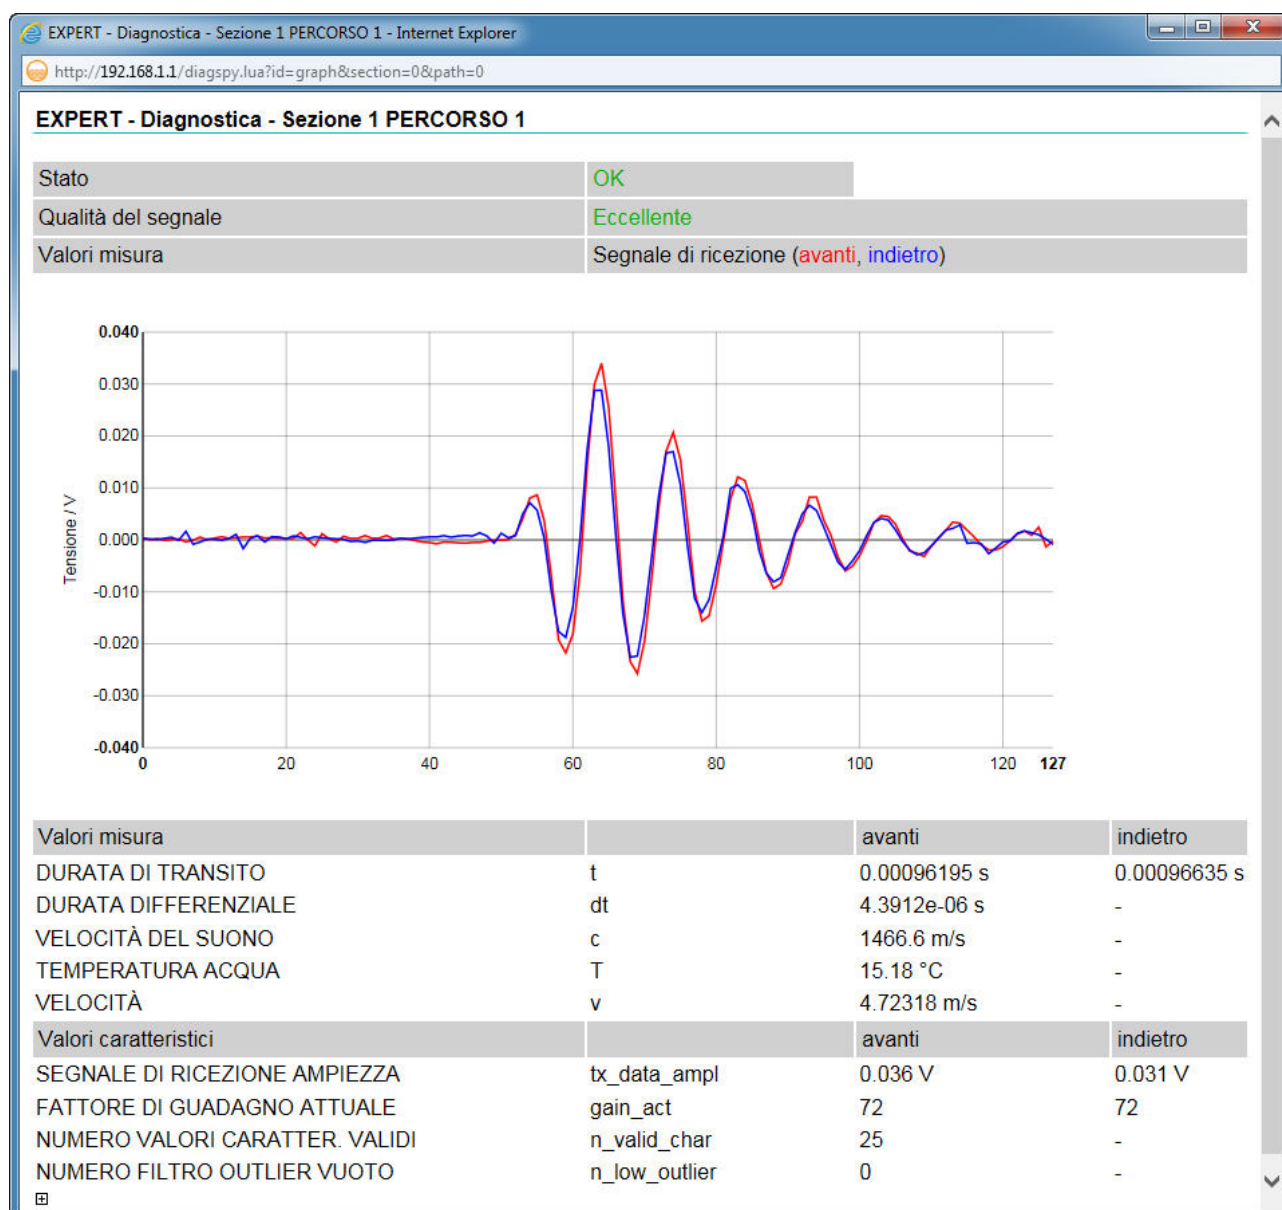 EXPERT - Diagnostica - Sezione 1 PERCORSO 1 - Internet Explorer
http://192.168.1.1/diagspy.lua?id=graph&section=0&path=0
EXPERT - Diagnostica - Sezione 1 PERCORSO 1
Stato OK
Qualità del segnale Eccellente
Valori misura Segnale di ricezione (avanti, indietro)
0.040
0.030
0.020
0.010
0.000
-0.010
-0.020
-0.030
-0.040
Tensione / V
0 20 40 60 80 100 120 127
Valori misura avanti indietro
DURATA DI TRANSITO t 0.00096195 s 0.00096635 s
DURATA DIFFERENZIALE dt 4.3912e-06 s -
VELOCITÀ DEL SUONO c 1466.6 m/s -
TEMPERATURA ACQUA T 15.18 °C -
VELOCITÀ v 4.72318 m/s -
Valori caratteristici avanti indietro
SEGNALE DI RICEZIONE AMPIEZZA tx_data_ampl 0.036 V 0.031 V
FATTORE DI GUADAGNO ATTUALE gain_act 72 72
NUMERO VALORI CARATTER. VALIDI n_valid_char 25 -
NUMERO FILTRO OUTLIER VUOTO n_low_outlier 0 -